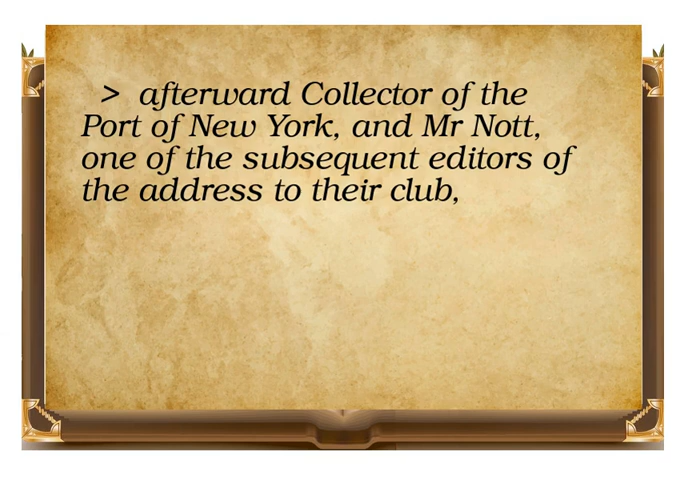 > afterward Collector of the
Port of New York, and Mr Nott,
one of the subsequent editors of
the address to their club,